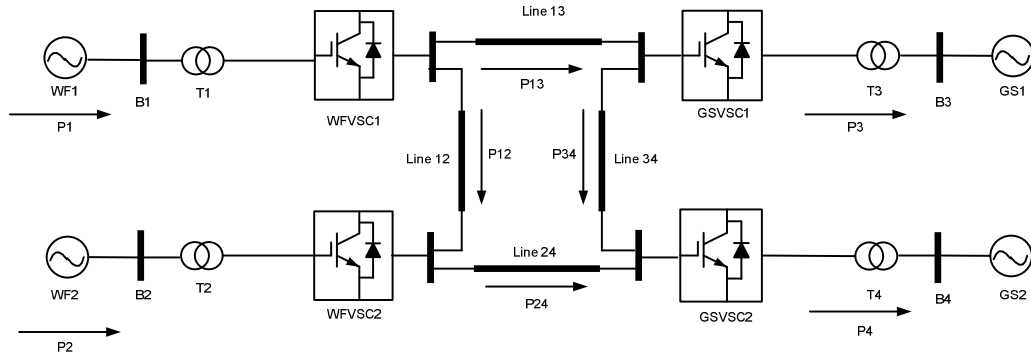 Line 13
WF1
B1
T1
P13
T3
B3
GS1
P1
WFVSC1
GSVSC1
P3
Line 12
P12
P34
Line 34
WF2
B2
T2
Line 24
T4
B4
GS2
P24
WFVSC2
GSVSC2
P2
P4